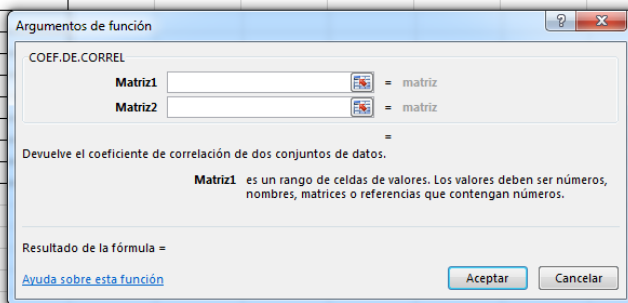 Argumentos de función
?
X
COEF.DE.CORREL
Matriz1 = matriz
Matriz2 = matriz
=
Devuelve el coeficiente de correlación de dos conjuntos de datos.
Matriz1 es un rango de celdas de valores. Los valores deben ser números,
nombres, matrices o referencias que contengan números.
Resultado de la fórmula =
Ayuda sobre esta función
Aceptar
Cancelar